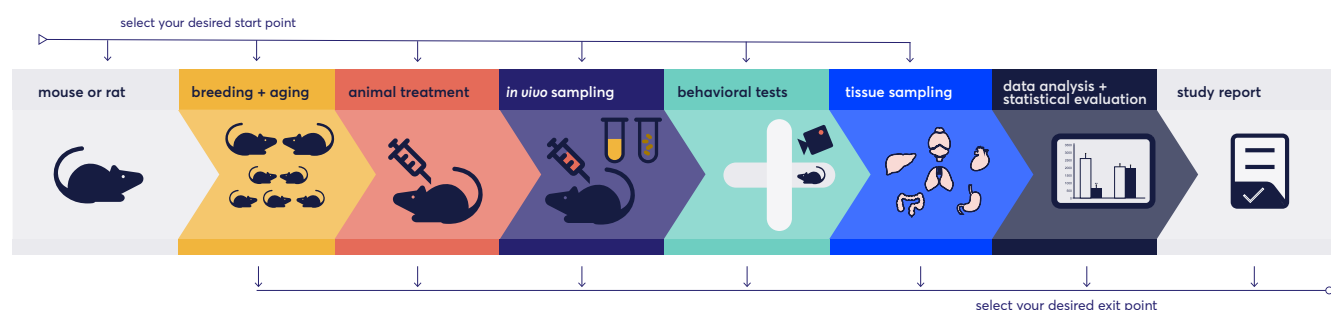 select your desired start point
mouse or rat
breeding + aging
animal treatment
in vivo sampling
behavioral tests
tissue sampling
data analysis +
statistical evaluation
study report
select your desired exit point